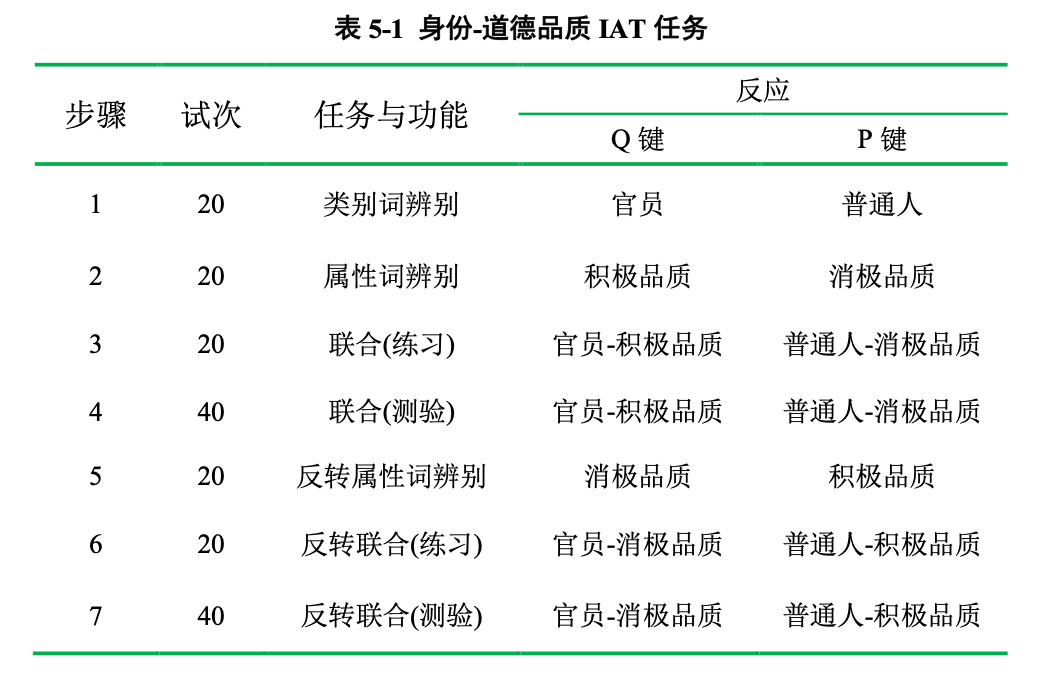 表 5-1 身份-道德品质 IAT 任务
步骤 试次 任务与功能 反应
Q 键 P 键
1 20 类别词辨别 官员 普通人
2 20 属性词辨别 积极品质 消极品质
3 20 联合(练习) 官员-积极品质 普通人-消极品质
4 40 联合(测验) 官员-积极品质 普通人-消极品质
5 20 反转属性词辨别 消极品质 积极品质
6 20 反转联合(练习) 官员-消极品质 普通人-积极品质
7 40 反转联合(测验) 官员-消极品质 普通人-积极品质